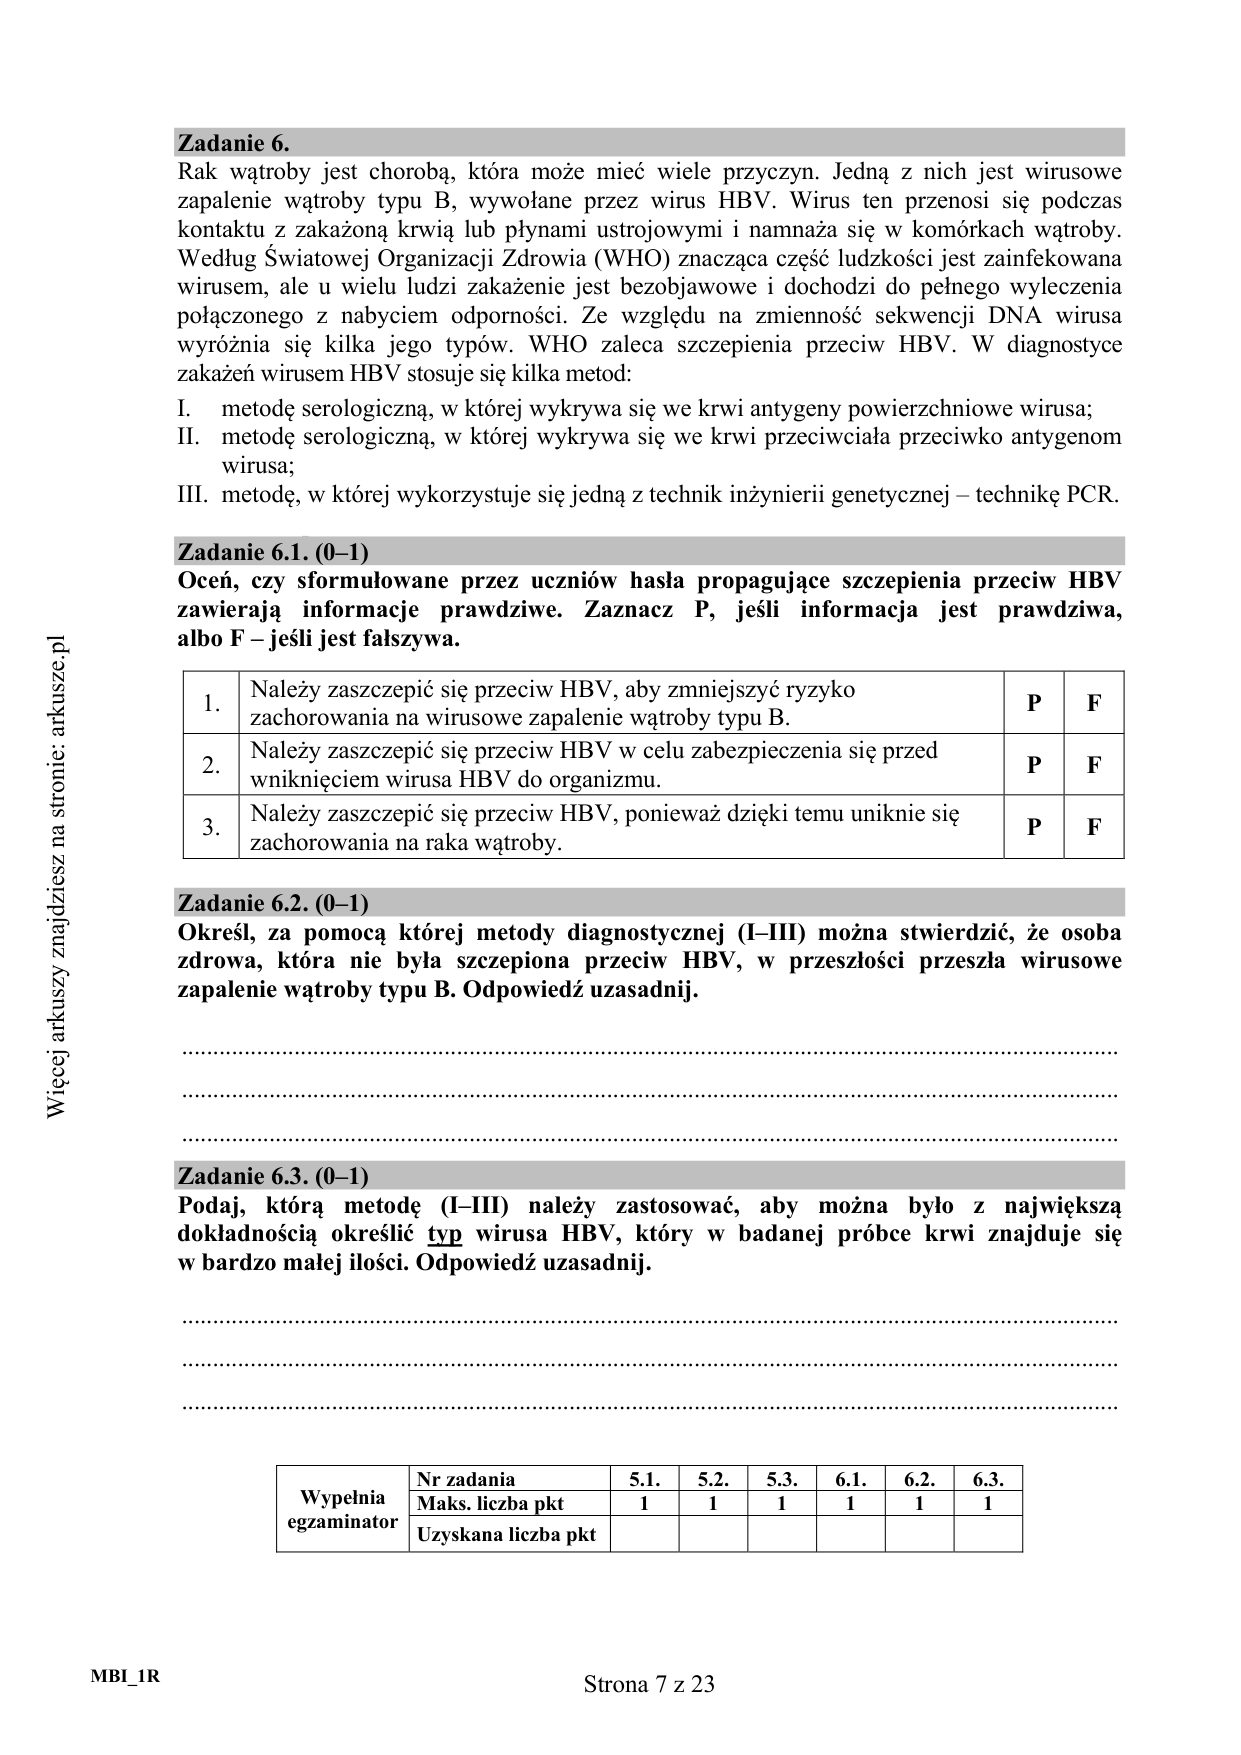 Zadanie 6.
Rak wątroby jest chorobą, która może mieć wiele przyczyn. Jedną z nich jest wirusowe
zapalenie wątroby typu B, wywołane przez wirus HBV. Wirus ten przenosi się podczas
kontaktu z zakażoną krwią lub płynami ustrojowymi i namnaża się w komórkach wątroby.
Według Światowej Organizacji Zdrowia (WHO) znacząca część ludzkości jest zainfekowana
wirusem, ale u wielu ludzi zakażenie jest bezobjawowe i dochodzi do pełnego wyleczenia
połączonego z nabyciem odporności. Ze względu na zmienność sekwencji DNA wirusa
wyróżnia się kilka jego typów. WHO zaleca szczepienia przeciw HBV. W diagnostyce
zakażeń wirusem HBV stosuje się kilka metod:
I. metodę serologiczną, w której wykrywa się we krwi antygeny powierzchniowe wirusa;
II. metodę serologiczną, w której wykrywa się we krwi przeciwciała przeciwko antygenom
wirusa;
III. metodę, w której wykorzystuje się jedną z technik inżynierii genetycznej – technikę PCR.
Zadanie 6.1. (0–1)
Oceń, czy sformułowane przez uczniów hasła propagujące szczepienia przeciw HBV
zawierają informacje prawdziwe. Zaznacz P, jeśli informacja jest prawdziwa,
albo F – jeśli jest fałszywa.
1. Należy zaszczepić się przeciw HBV, aby zmniejszyć ryzyko
zachorowania na wirusowe zapalenie wątroby typu B. P F
2. Należy zaszczepić się przeciw HBV w celu zabezpieczenia się przed
wniknięciem wirusa HBV do organizmu. P F
3. Należy zaszczepić się przeciw HBV, ponieważ dzięki temu uniknie się
zachorowania na raka wątroby. P F
Zadanie 6.2. (0–1)
Określ, za pomocą której metody diagnostycznej (I–III) można stwierdzić, że osoba
zdrowa, która nie była szczepiona przeciw HBV, w przeszłości przeszła wirusowe
zapalenie wątroby typu B. Odpowiedź uzasadnij.
Zadanie 6.3. (0–1)
Podaj, którą metodę (I–III) należy zastosować, aby można było z największą
dokładnością określić typ wirusa HBV, który w badanej próbce krwi znajduje się
w bardzo małej ilości. Odpowiedź uzasadnij.
Wypełnia
egzaminator
Nr zadania 5.1. 5.2. 5.3. 6.1. 6.2. 6.3.
Maks. liczba pkt 1 1 1 1 1 1
Uzyskana liczba pkt
MBI_1R
Strona 7 z 23
Więcej arkuszy znajdziesz na stronie: arkusze.pl